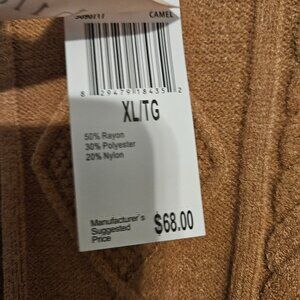 CAMEL
8 29479 18435 2
XL/TG
50% Rayon
30% Polyester
20% Nylon
Manufacturer's
Suggested
Price
$68.00